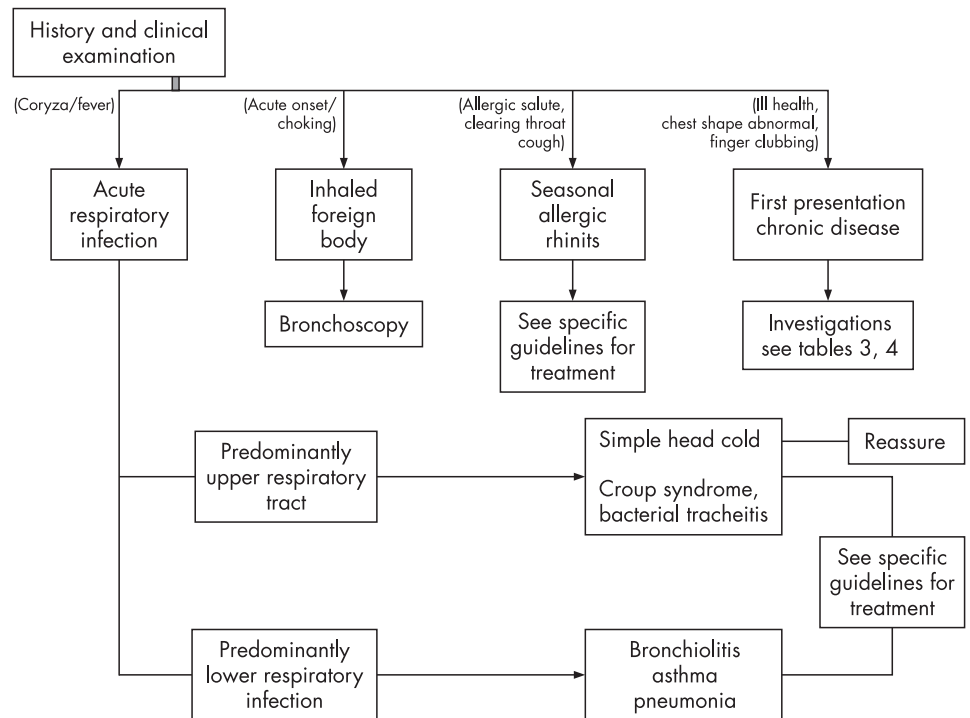 History and clinical
examination
(Coryza/fever)
(Acute onset/
choking)
(Allergic salute,
clearing throat
cough)
(Ill health,
chest shape abnormal,
finger clubbing)
Acute
respiratory
infection
Inhaled
foreign
body
Seasonal
allergic
rhinits
First presentation
chronic disease
Bronchoscopy
See specific
guidelines for
treatment
Investigations
see tables 3, 4
Predominantly
upper respiratory
tract
Simple head cold
Croup syndrome,
bacterial tracheitis
Reassure
See specific
guidelines for
treatment
Predominantly
lower respiratory
infection
Bronchiolitis
asthma
pneumonia